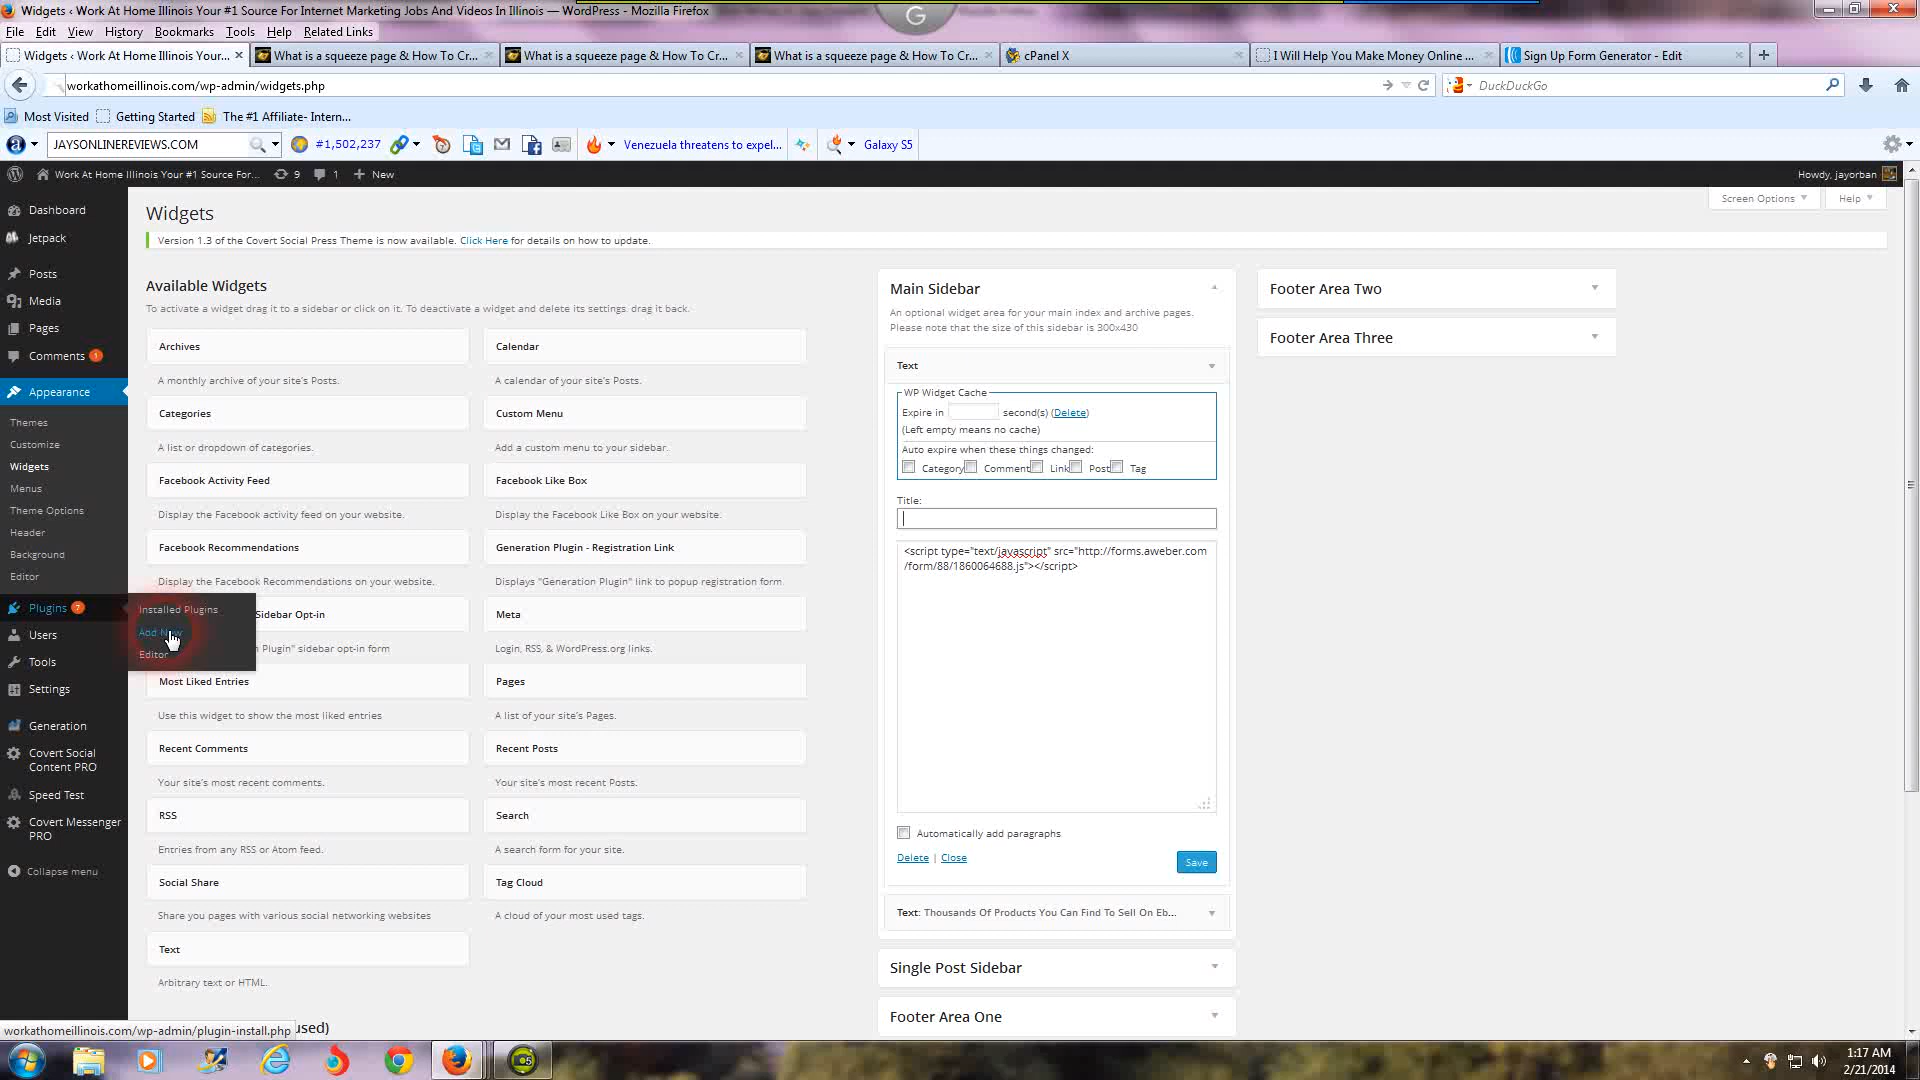 Widgets ‹ Work At Home Illinois Your #1 Source For Internet Marketing Jobs And Videos In Illinois — WordPress - Mozilla Firefox
File Edit View History Bookmarks Tools Help Related Links
Widgets ‹ Work At Home Illinois Your... What is a squeeze page & How To Cr... What is a squeeze page & How To Cr... What is a squeeze page & How To Cr... cPanel X I Will Help You Make Money Online ... Sign Up Form Generator - Edit
workathomeillinois.com/wp-admin/widgets.php DuckDuckGo
Most Visited Getting Started The #1 Affiliate- Intern...
JAYSONLINEREVIEWS.COM #1,502,237 Venezuela threatens to expel... Galaxy S5
Work At Home Illinois Your #1 Source For... 9 1 New Howdy, jayorban
Screen Options Help
Dashboard
Jetpack
Posts
Media
Pages
Comments 1
Appearance
Themes
Customize
Widgets
Menus
Theme Options
Header
Background
Editor
Plugins 7
Installed Plugins
Add New
Editor
Users
Tools
Settings
Generation
Covert Social
Content PRO
Speed Test
Covert Messenger
PRO
Collapse menu
Widgets
Version 1.3 of the Covert Social Press Theme is now available. Click Here for details on how to update.
Available Widgets
To activate a widget drag it to a sidebar or click on it. To deactivate a widget and delete its settings, drag it back.
Archives Calendar
A monthly archive of your site's Posts. A calendar of your site's Posts.
Categories Custom Menu
A list or dropdown of categories. Add a custom menu to your sidebar.
Facebook Activity Feed Facebook Like Box
Display the Facebook activity feed on your website. Display the Facebook Like Box on your website.
Facebook Recommendations Generation Plugin - Registration Link
Display the Facebook Recommendations on your website. Displays "Generation Plugin" link to popup registration form
Sidebar Opt-in Meta
Plugin" sidebar opt-in form Login, RSS, & WordPress.org links.
Most Liked Entries Pages
Use this widget to show the most liked entries A list of your site's Pages.
Recent Comments Recent Posts
Your site's most recent comments. Your site's most recent Posts.
RSS Search
Entries from any RSS or Atom feed. A search form for your site.
Social Share Tag Cloud
Share you pages with various social networking websites A cloud of your most used tags.
Text
Arbitrary text or HTML.
used)
Main Sidebar
An optional widget area for your main index and archive pages.
Please note that the size of this sidebar is 300x430
Text
WP Widget Cache
Expire in second(s) (Delete)
(Left empty means no cache)
Auto expire when these things changed:
Category Comment Link Post Tag
Title:
<script type="text/javascript" src="http://forms.aweber.com
/form/88/1860064688.js"></script>
Automatically add paragraphs
Delete | Close Save
Text: Thousands Of Products You Can Find To Sell On Eb...
Single Post Sidebar
Footer Area One
Footer Area Two
Footer Area Three
workathomeillinois.com/wp-admin/plugin-install.php
1:17 AM
2/21/2014